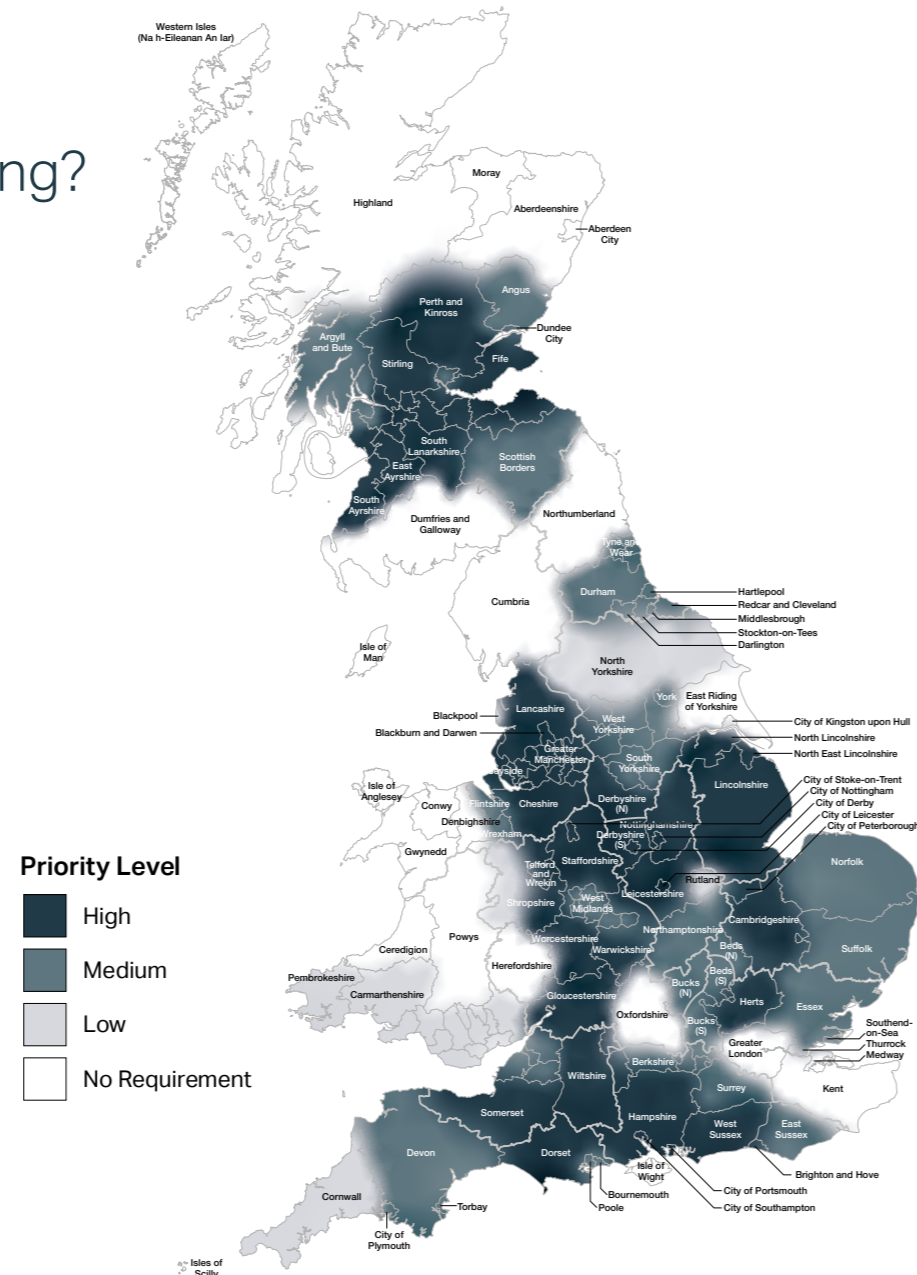 Western Isles
(Na h-Eileanan An Iar)
ng?
Highland
Moray
Aberdeenshire
Aberdeen
City
Angus
Perth and
Kinross
Dundee
City
Argyll
and Bute
Stirling
Fife
South
Lanarkshire
East
Ayrshire
South
Ayrshire
Scottish
Borders
Dumfries and
Galloway
Northumberland
Tyne and
Wear
Cumbria
Durham
Hartlepool
Redcar and Cleveland
Middlesbrough
Stockton-on-Tees
Darlington
Isle of
Man
North
Yorkshire
York
East Riding
of Yorkshire
Lancashire
Blackpool
Blackburn and Darwen
West
Yorkshire
City of Kingston upon Hull
North Lincolnshire
North East Lincolnshire
Greater
Manchester
eyside
South
Yorkshire
Lincolnshire
City of Stoke-on-Trent
City of Nottingham
City of Derby
City of Leicester
City of Peterborough
Isle of
Anglesey
Conwy
Flintshire
Denbighshire
Wrexham
Cheshire
Derbyshire
(N)
Nottinghamshire
Derbyshire
(S)
Gwynedd
Telford
and
Wrekin
Staffordshire
Leicestershire
Rutland
Norfolk
Shropshire
West
Midlands
Powys
Worcestershire
Warwickshire
Northamptonshire
Cambridgeshire
Suffolk
Ceredigion
Herefordshire
Beds
(N)
Beds
(S)
Bucks
(N)
Bucks
(S)
Herts
Essex
Pembrokeshire
Carmarthenshire
Gloucestershire
Oxfordshire
Greater
London
Southend-
on-Sea
Thurrock
Medway
Kent
Berkshire
Wiltshire
Surrey
Somerset
Hampshire
West
Sussex
East
Sussex
Devon
Dorset
Isle of
Wight
Brighton and Hove
City of Portsmouth
City of Southampton
Bournemouth
Poole
Cornwall
Torbay
City of
Plymouth
Isles of
Scilly
Priority Level
High
Medium
Low
No Requirement